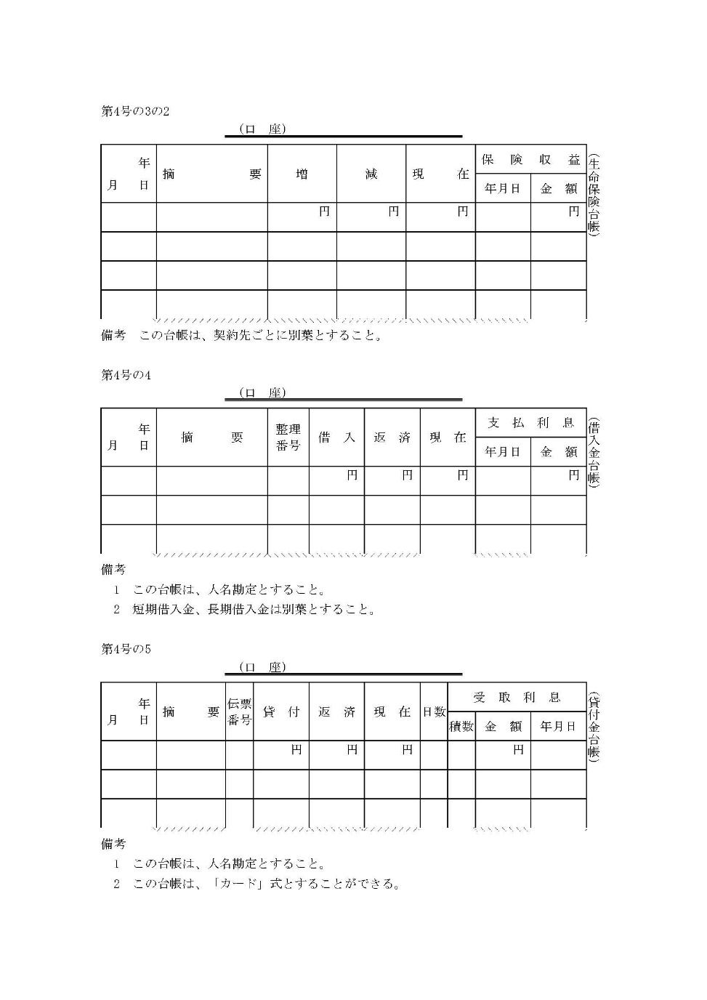 第4号の3の2
（口　座）
年
月　日
摘　要
増
減
現　在
保　険　収　益
年月日
金　額
円
円
円
円
（生命保険台帳）
備考　この台帳は、契約先ごとに別葉とすること。
第4号の4
（口　座）
年
月　日
摘　要
整理
番号
借　入
返　済
現　在
支　払　利　息
年月日
金　額
円
円
円
円
（借入金台帳）
備考
1　この台帳は、人名勘定とすること。
2　短期借入金、長期借入金は別葉とすること。
第4号の5
（口　座）
年
月　日
摘　要
伝票
番号
貸　付
返　済
現　在
日数
受　取　利　息
積数
金　額
年月日
円
円
円
円
（貸付金台帳）
備考
1　この台帳は、人名勘定とすること。
2　この台帳は、「カード」式とすることができる。